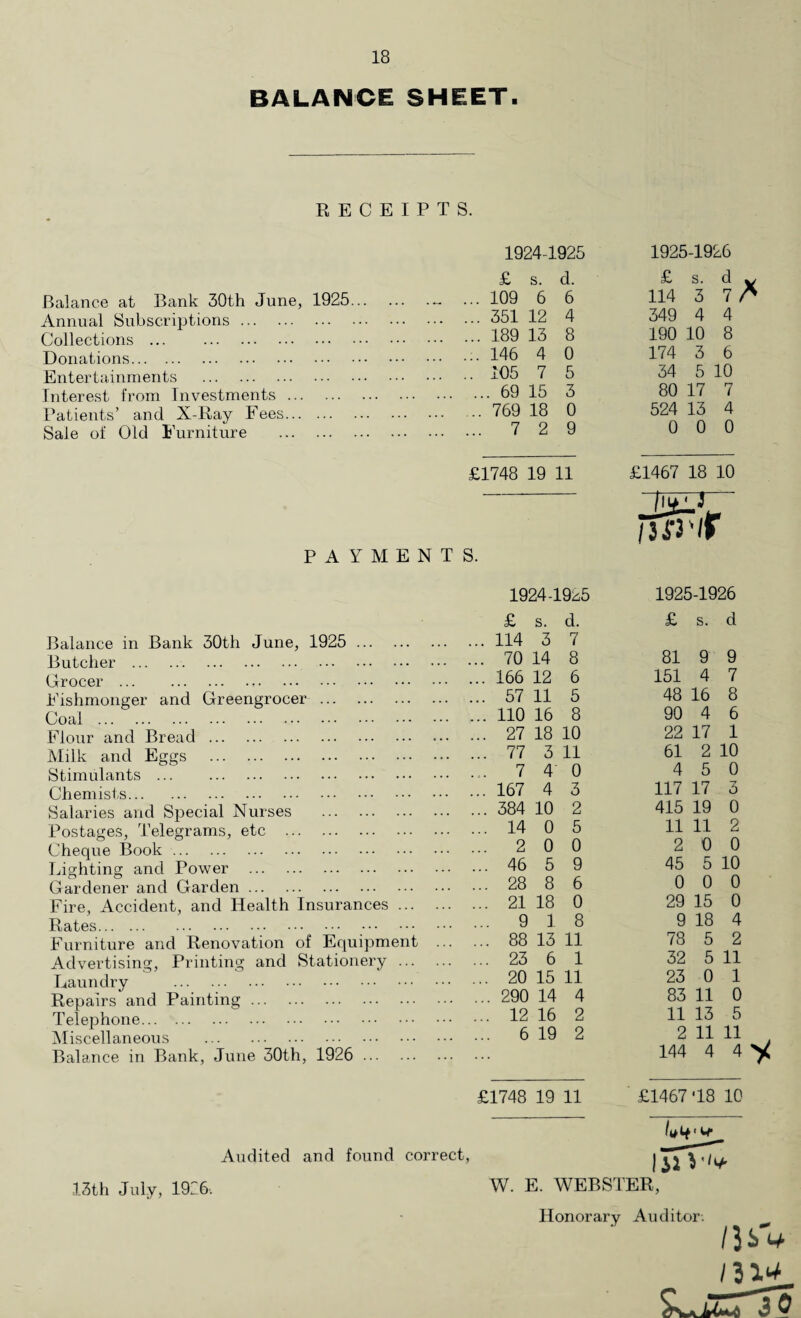 18
BALANCE SHEET.
RECEIPTS.
1924-1925 1925-1926
£ s. d. £ s. d
Balance at Bank 30th June, 1925... ... ... ... 109 6 6 114 3 7 X
Annual Subscriptions ... ... ... ... ... ... ... 351 12 4 349 4 4
Collections ... ... ... ... ... ... ... ... ... 189 13 8 190 10 8
Donations... ... ... ... ... ... ... ... ... ... 146 4 0 174 3 6
Entertainments ... ... ... ... ... ... ... .. 105 7 5 34 5 10
Interest from Investments ... ... ... ... ... ... 69 15 3 80 17 7
Patients' and X-Ray Fees... ... ... ... ... ... 769 18 0 524 13 4
Sale of Old Furniture ... ... ... ... ... ... 7 2 9 0 0 0
£1748 19 11 £1467 18 10
114 ' 3
1353 ' 15
PAYMENTS.
1924-1925 1925-1926
£ s. d. £ s. d
Balance in Bank 30th June, 1925 ... ... ... ... 114 3 7
Butcher ... ... ... ... ... ... ... ... ... ... 70 14 8 81 9 9
Grocer ... ... ... ... ... ... ... ... ... ... 166 12 6 151 4 7
Fishmonger and Greengrocer ... ... ... ... ... 57 11 5 48 16 8
Coal ... ... ... ... ... ... ... ... ... ... ... 110 16 8 90 4 6
Flour and Bread ... ... ... ... ... ... ... ... 27 18 10 22 17 1
Milk and Eggs ... ... ... ... ... ... ... ... 77 3 11 61 2 10
Stimulants ... ... ... ... ... ... ... ... ... 7 4 0 4 5 0
Chemists... ... ... ... ... ... ... ... ... ... 167 4 3 117 17 3
Salaries and Special Nurses ... ... ... ... ... 384 10 2 415 19 0
Postages, Telegrams, etc ... ... ... ... ... ... 14 0 5 11 11 2
Cheque Book ... ... ... ... ... ... ... ... ... 2 0 0 2 0 0
Lighting and Power ... ... ... ... ... ... ... 46 5 9 45 5 10
Gardener and Garden ... ... ... ... ... ... ... 28 8 6 0 0 0
Fire, Accident, and Health Insurances ... ... ... 21 18 0 29 15 0
Rates... ... ... ... ... ... ... ... ... ... ... 9 1 8 9 18 4
Furniture and Renovation of Equipment ... ... 88 13 11 78 5 2
Advertising, Printing and Stationery ... ... ... 23 6 1 32 5 11
Laundry ... ... ... ... ... ... ... ... ... 20 15 11 23 0 1
Repairs and Painting ... ... ... ... ... ... ... 290 14 4 83 11 0
Telephone... ... ... ... ... ... ... ... ... ... 12 16 2 11 13 5
Miscellaneous ... ... ... ... ... ... ... ... 6 19 2 2 11 11
Balance in Bank, June 30th, 1926 ... ... ... ... 144 4 4 X
£1748 19 11 £1467 '18 10
144 ' 4
Audited and found correct, 1323 ' 14
13th July, 1926. W. E. WEBSTER,
Honorary Auditor.
1354
1324
30